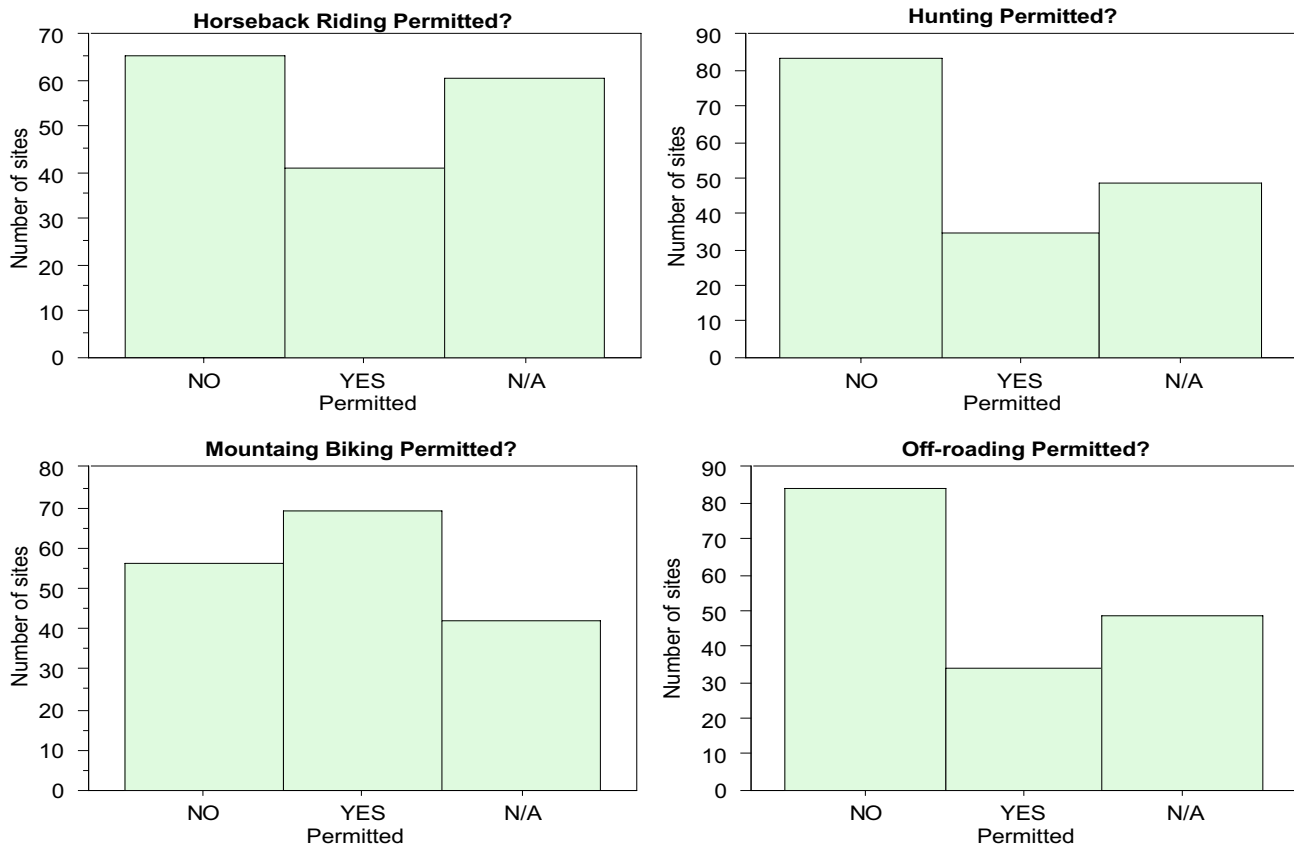 Horseback Riding Permitted?
70
60
50
40
30
20
10
0
Number of sites
NO YES N/A
Permitted
Hunting Permitted?
90
80
70
60
50
40
30
20
10
0
Number of sites
NO YES N/A
Permitted
Mountaing Biking Permitted?
80
70
60
50
40
30
20
10
0
Number of sites
NO YES N/A
Permitted
Off-roading Permitted?
90
80
70
60
50
40
30
20
10
0
Number of sites
NO YES N/A
Permitted